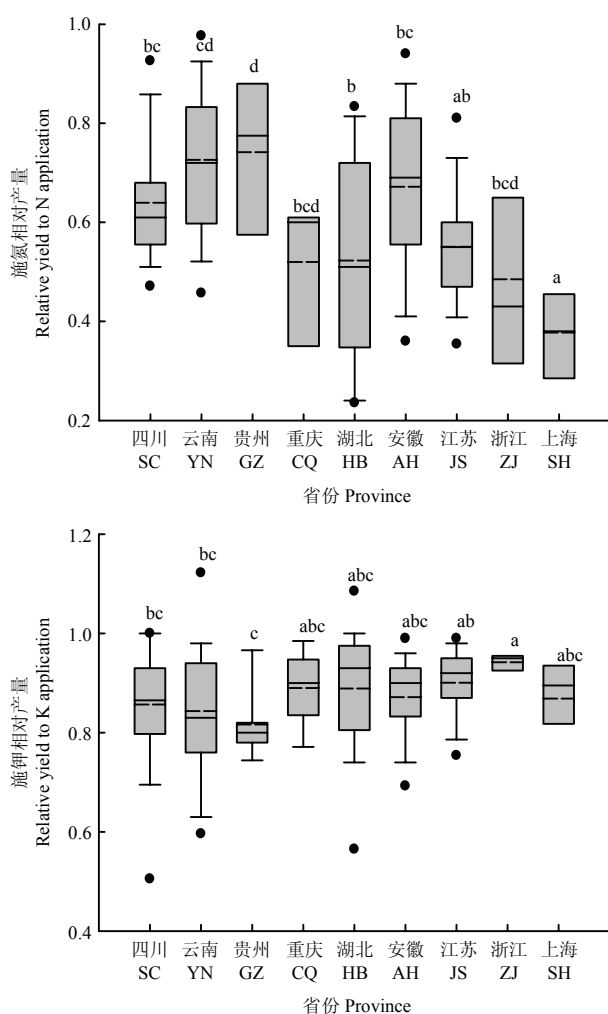 1.0
0.8
0.6
0.4
0.2
施氮相对产量
Relative yield to N application
bc
cd
d
bcd
b
bc
ab
bcd
a
四川 云南 贵州 重庆 湖北 安徽 江苏 浙江 上海
SC YN GZ CQ HB AH JS ZJ SH
省份 Province
1.2
1.0
0.8
0.6
0.4
施钾相对产量
Relative yield to K application
bc
bc
c
abc
abc
abc
ab
a
abc
四川 云南 贵州 重庆 湖北 安徽 江苏 浙江 上海
SC YN GZ CQ HB AH JS ZJ SH
省份 Province